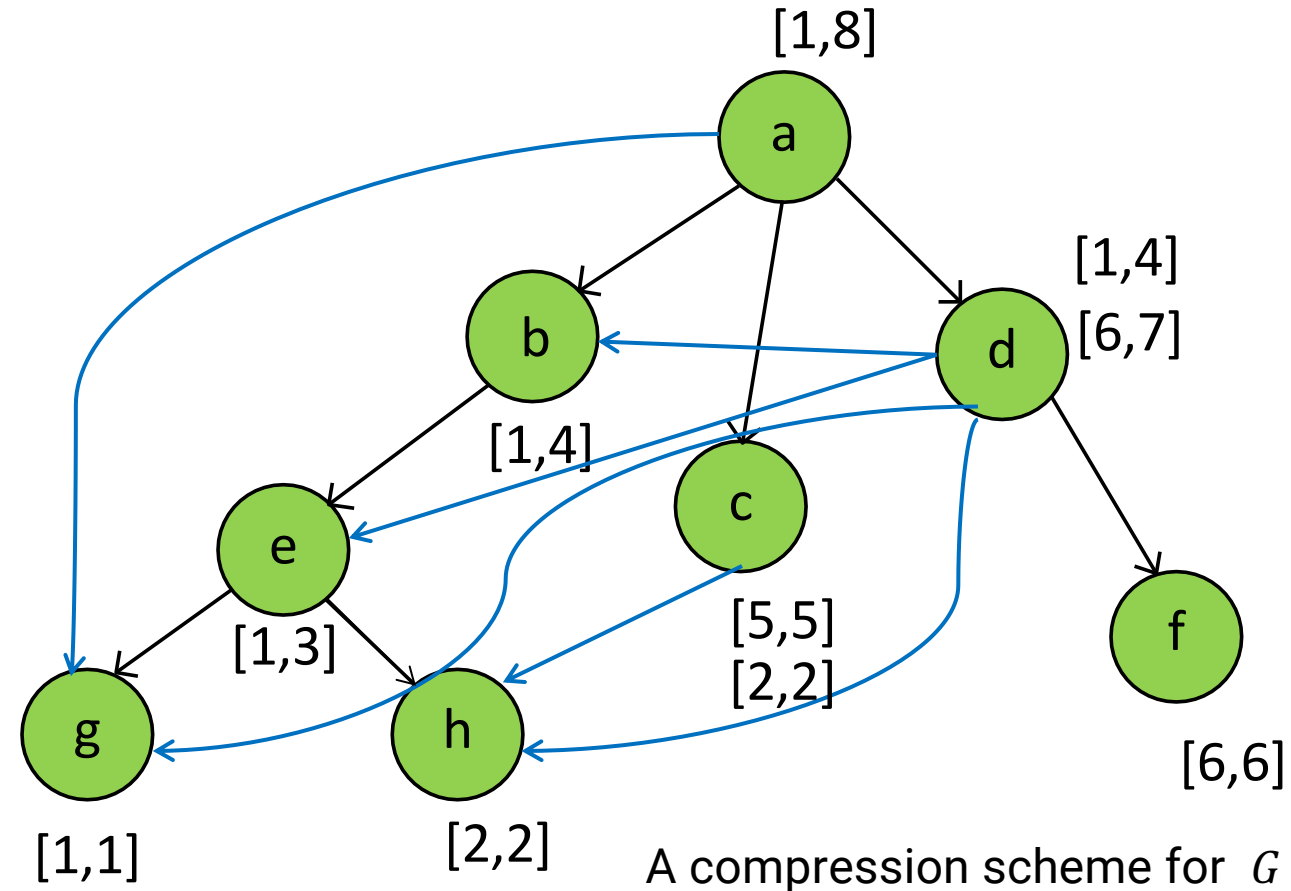 [1,8]
a
[1,4]
[6,7]
b
d
[1,4]
c
e
[5,5]
[2,2]
f
[1,3]
g
h
[6,6]
[1,1]
[2,2]
A compression scheme for G